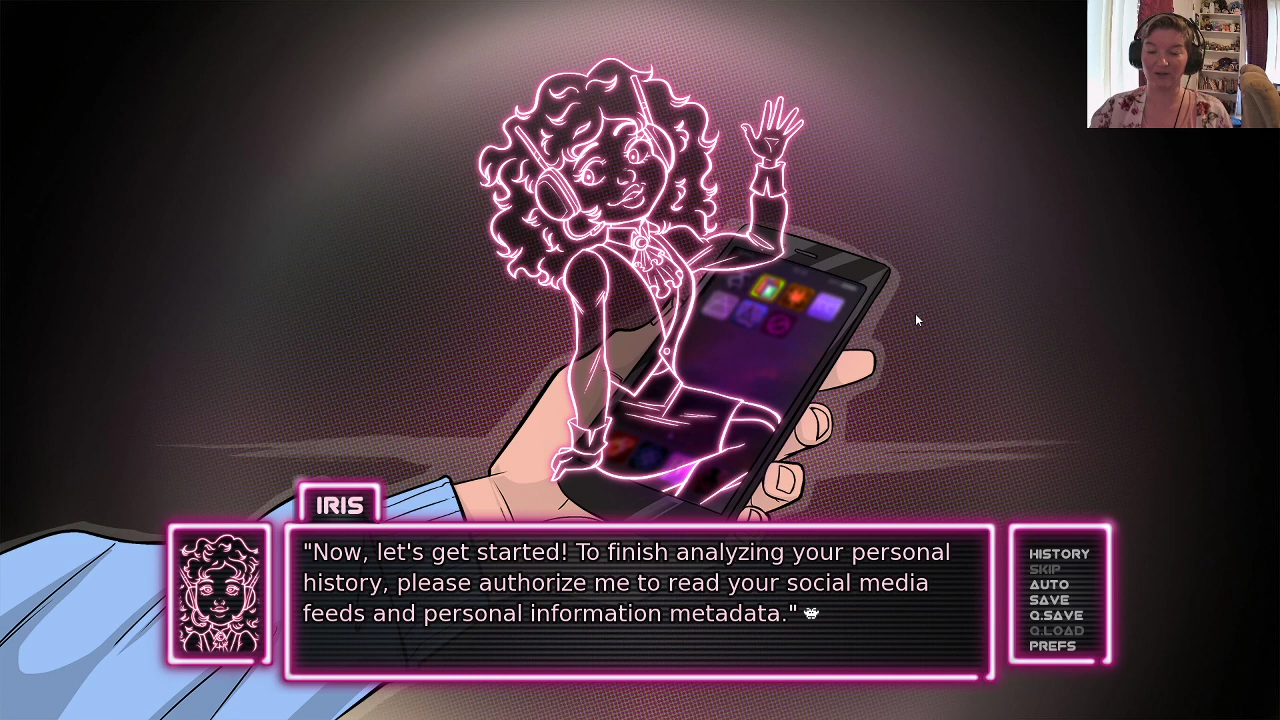 IRIS
"Now, let's get started! To finish analyzing your personal
history, please authorize me to read your social media
feeds and personal information metadata."
HISTORY
SKIP
AUTO
SAVE
Q.SAVE
Q.LOAD
PREFS